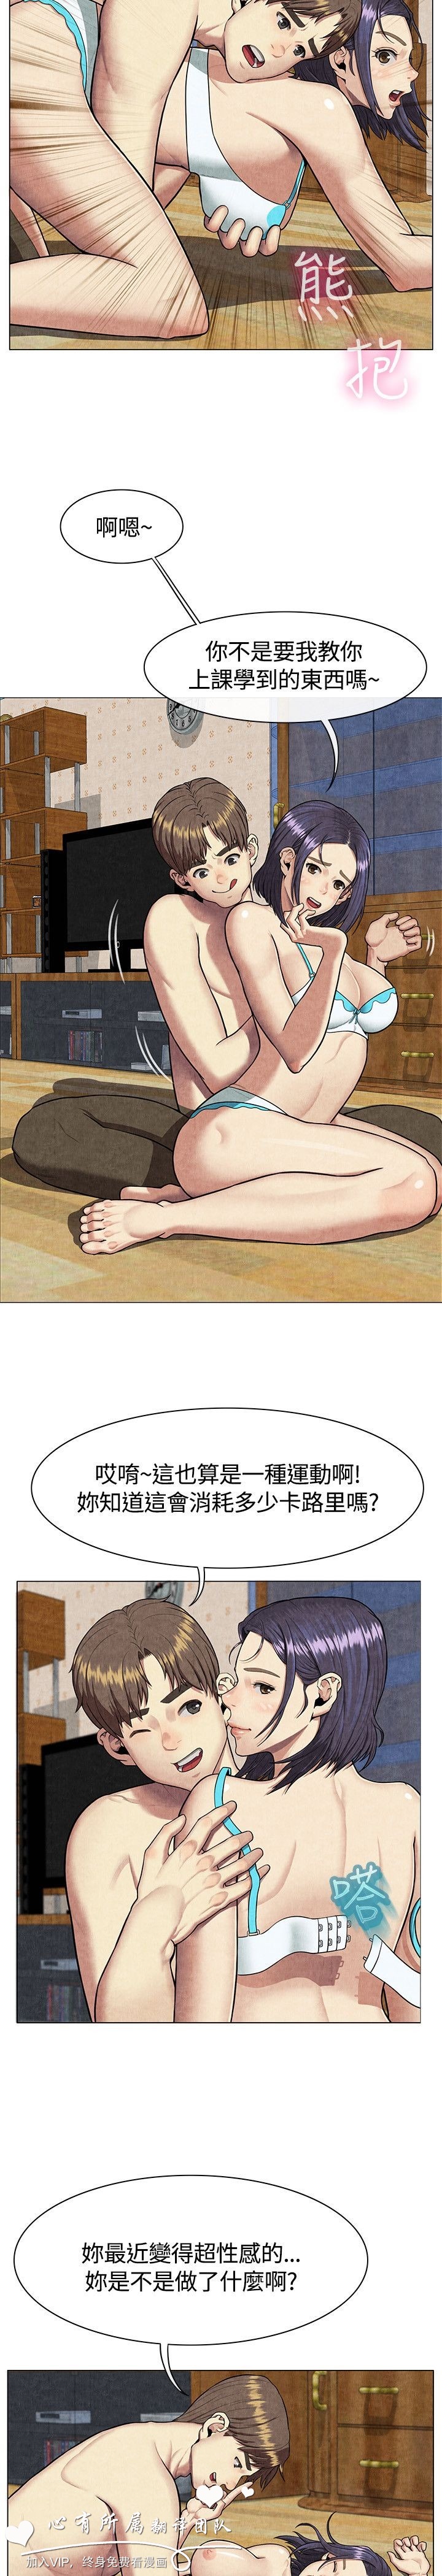 熊
抱
啊嗯~
你不是要我教你
上課學到的東西嗎~
哎唷~這也算是一種運動啊!
妳知道這會消耗多少卡路里嗎?
嗒
妳最近變得超性感的...
妳是不是做了什麼啊?
心有所属翻译团队
加入VIP，终身免费看漫画